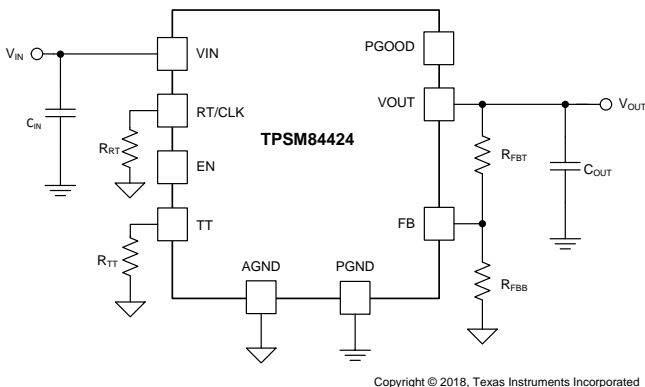 PGOOD
V_IN
VIN
VOUT
V_OUT
C_IN
RT/CLK
TPSM84424
R_RT
R_FBT
C_OUT
EN
TT
FB
R_TT
AGND
PGND
R_FBB
Copyright © 2018, Texas Instruments Incorporated